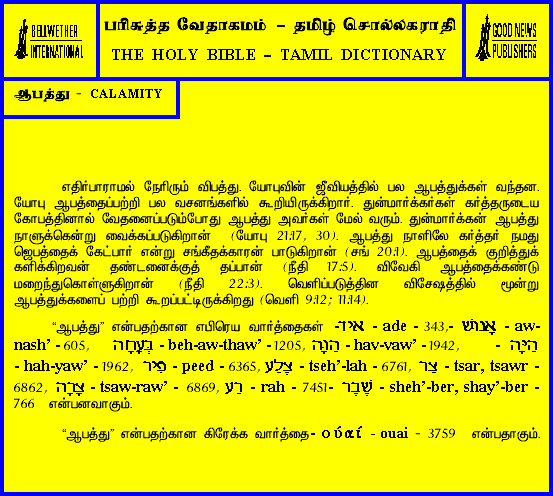 BELLWETHER
INTERNATIONAL
பரிசுத்த வேதாகமம் – தமிழ் சொல்லகராதி
THE HOLY BIBLE – TAMIL DICTIONARY
GOOD NEWS
PUBLISHERS
ஆபத்து - CALAMITY
எதிர்பாராமல் நேரிரும் விபத்து. யோபுவின் ஜீவியத்தில் பல ஆபத்துக்கள் வந்தன.
யோபு ஆபத்தைப்பற்றி பல வசனங்களில் கூறியிருக்கிறார். துன்மார்க்கர்கள் கர்த்தருடைய
கோபத்தினால் வேதனைப்படும்போது ஆபத்து அவர்கள் மேல் வரும். துன்மார்க்கன் ஆபத்து
நாளுக்கென்று வைக்கப்படுகிறான் (யோபு 21:17, 30). ஆபத்து நாளிலே கர்த்தர் நமது
ஜெபத்தைக் கேட்பார் என்று சங்கீதக்காரன் பாடுகிறான் (சங் 20:1). ஆபத்தைக் குறித்துக்
களிக்கிறவன் தண்டனைக்குத் தப்பான் (நீதி 17:5). விவேகி ஆபத்தைக்கண்டு
மறைந்துகொள்ளுகிறான் (நீதி 22:3). வெளிப்படுத்தின விசேஷத்தில் மூன்று
ஆபத்துக்களைப் பற்றி கூறப்பட்டிருக்கிறது (வெளி 9:12; 11:14).
“ஆபத்து” என்பதற்கான எபிரெய வார்த்தைகள் -אֵיד - ade - 343,- אָנוֹשׁ - aw-
nash’ - 605, בְּעָתָה - beh-aw-thaw’ - 1205, הַוָּה - hav-vaw’ - 1942, - הַיָּה
- hah-yaw’ - 1962, פִּיד - peed - 6365, צֶלַע - tseh’-lah - 6761, צַר - tsar, tsawr -
6862, צָרָה - tsaw-raw’ - 6869, רַע - rah - 7451- שֶׁבֶר - sheh’-ber, shay’-ber -
766 என்பனவாகும்.
“ஆபத்து” என்பதற்கான கிரேக்க வார்த்தை- οὐαί - ouai - 3759 என்பதாகும்.